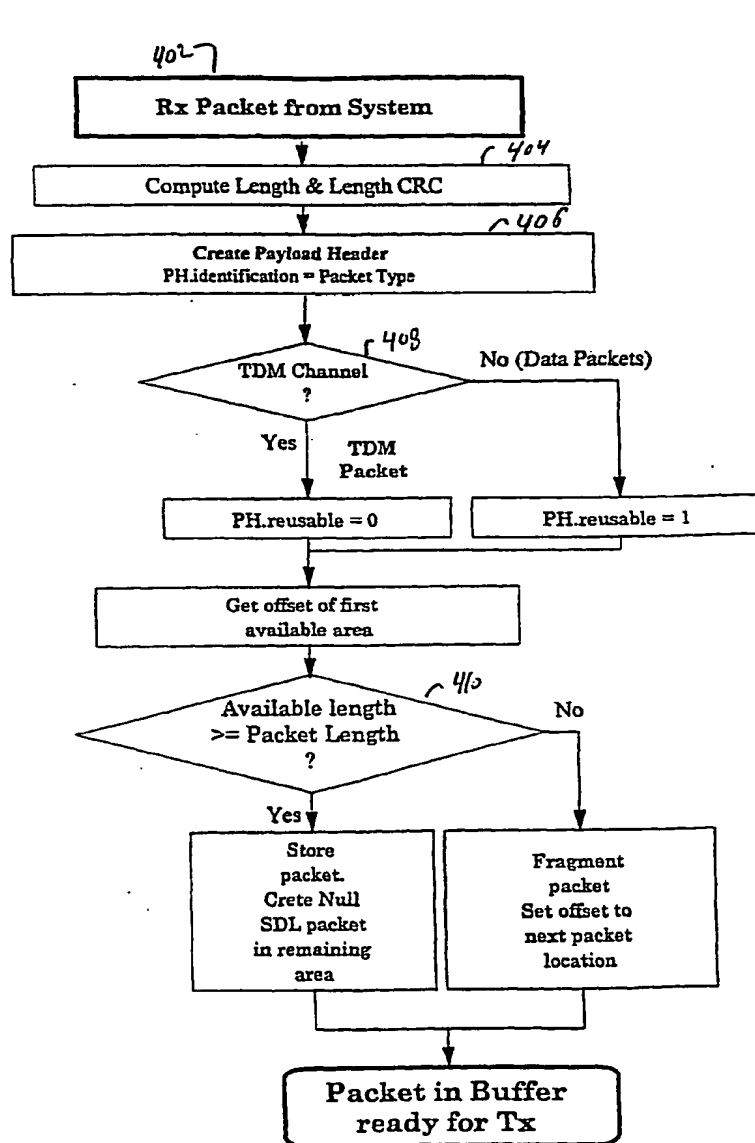 402
Rx Packet from System
404
Compute Length & Length CRC
406
Create Payload Header
PH.identification = Packet Type
408
TDM Channel
?
No (Data Packets)
Yes
TDM
Packet
PH.reusable = 0
PH.reusable = 1
Get offset of first
available area
410
Available length
>= Packet Length
?
No
Yes
Store
packet.
Crete Null
SDL packet
in remaining
area
Fragment
packet
Set offset to
next packet
location
Packet in Buffer
ready for Tx